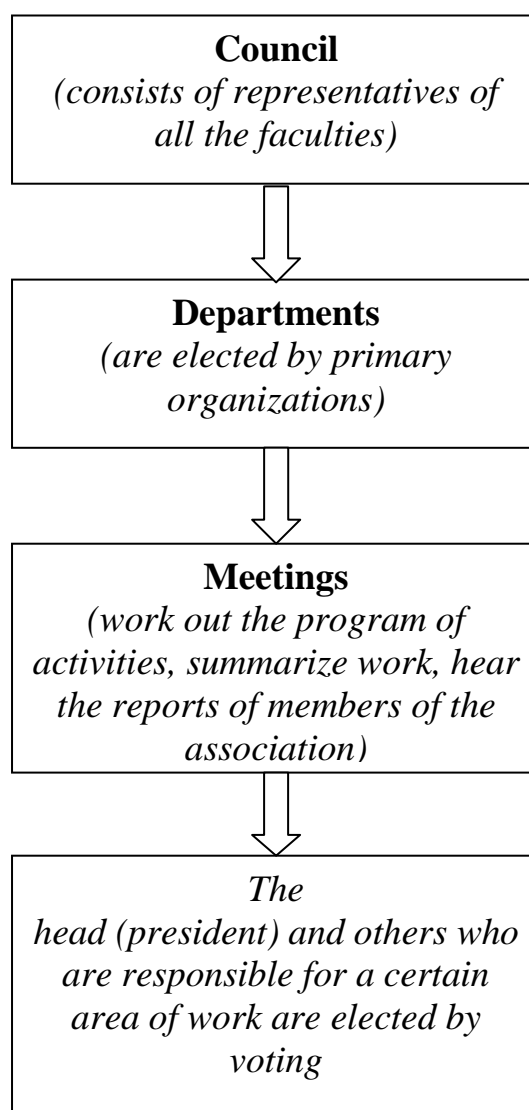 Council
(consists of representatives of
all the faculties)
Departments
(are elected by primary
organizations)
Meetings
(work out the program of
activities, summarize work, hear
the reports of members of the
association)
The
head (president) and others who
are responsible for a certain
area of work are elected by
voting